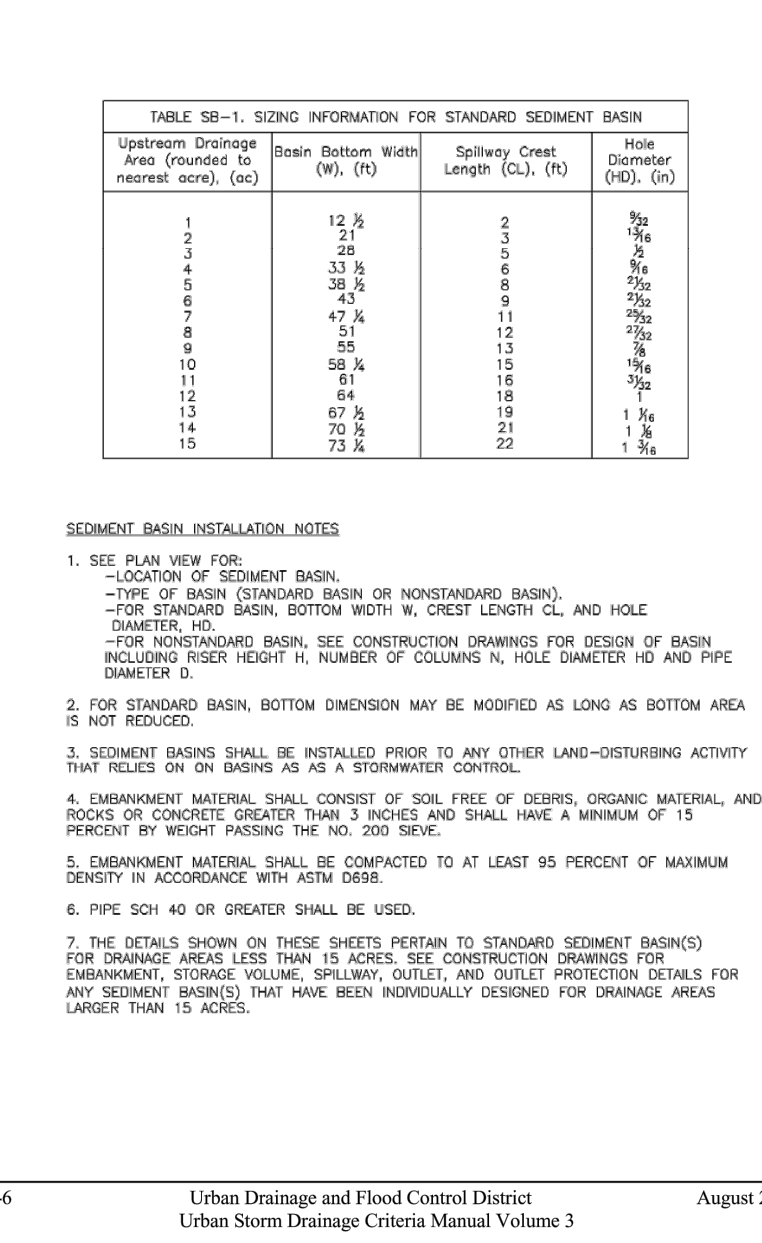 TABLE SB-1. SIZING INFORMATION FOR STANDARD SEDIMENT BASIN
Upstream Drainage Area (rounded to nearest acre), (ac) Basin Bottom Width (W), (ft) Spillway Crest Length (CL), (ft) Hole Diameter (HD), (in)
1 12 ½ 2 9/32
2 21 3 13/16
3 28 5 ½
4 33 ½ 6 9/16
5 38 ½ 8 21/32
6 43 9 21/32
7 47 ¼ 11 25/32
8 51 12 27/32
9 55 13 7/8
10 58 ¼ 15 15/16
11 61 16 31/32
12 64 18 1
13 67 ½ 19 1 1/16
14 70 ½ 21 1 1/8
15 73 ¼ 22 1 3/16
SEDIMENT BASIN INSTALLATION NOTES
1. SEE PLAN VIEW FOR:
-LOCATION OF SEDIMENT BASIN.
-TYPE OF BASIN (STANDARD BASIN OR NONSTANDARD BASIN).
-FOR STANDARD BASIN, BOTTOM WIDTH W, CREST LENGTH CL, AND HOLE
DIAMETER, HD.
-FOR NONSTANDARD BASIN, SEE CONSTRUCTION DRAWINGS FOR DESIGN OF BASIN
INCLUDING RISER HEIGHT H, NUMBER OF COLUMNS N, HOLE DIAMETER HD AND PIPE
DIAMETER D.
2. FOR STANDARD BASIN, BOTTOM DIMENSION MAY BE MODIFIED AS LONG AS BOTTOM AREA
IS NOT REDUCED.
3. SEDIMENT BASINS SHALL BE INSTALLED PRIOR TO ANY OTHER LAND-DISTURBING ACTIVITY
THAT RELIES ON ON BASINS AS AS A STORMWATER CONTROL.
4. EMBANKMENT MATERIAL SHALL CONSIST OF SOIL FREE OF DEBRIS, ORGANIC MATERIAL, AND
ROCKS OR CONCRETE GREATER THAN 3 INCHES AND SHALL HAVE A MINIMUM OF 15
PERCENT BY WEIGHT PASSING THE NO. 200 SIEVE.
5. EMBANKMENT MATERIAL SHALL BE COMPACTED TO AT LEAST 95 PERCENT OF MAXIMUM
DENSITY IN ACCORDANCE WITH ASTM D698.
6. PIPE SCH 40 OR GREATER SHALL BE USED.
7. THE DETAILS SHOWN ON THESE SHEETS PERTAIN TO STANDARD SEDIMENT BASIN(S)
FOR DRAINAGE AREAS LESS THAN 15 ACRES. SEE CONSTRUCTION DRAWINGS FOR
EMBANKMENT, STORAGE VOLUME, SPILLWAY, OUTLET, AND OUTLET PROTECTION DETAILS FOR
ANY SEDIMENT BASIN(S) THAT HAVE BEEN INDIVIDUALLY DESIGNED FOR DRAINAGE AREAS
LARGER THAN 15 ACRES.
-6 Urban Drainage and Flood Control District August 2
Urban Storm Drainage Criteria Manual Volume 3